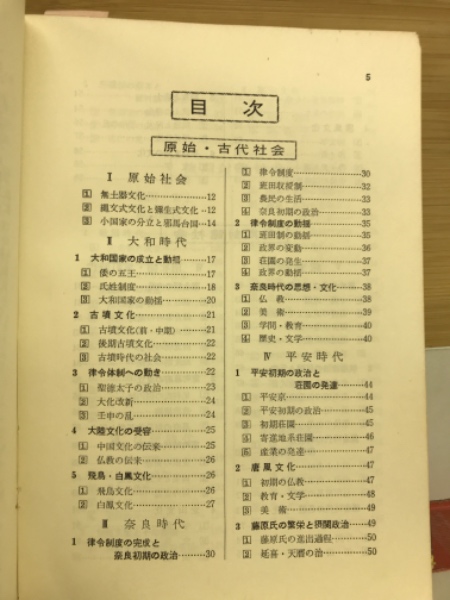 5
目次
原始・古代社会
Ⅰ 原始社会
1 無土器文化…………12
2 縄文式文化と弥生式文化…12
3 小国家の分立と邪馬台国…14
Ⅱ 大和時代
1 大和国家の成立と動揺………17
1 倭の五王…………17
2 氏姓制度…………18
3 大和国家の動揺…………20
2 古墳文化…………21
1 古墳文化(前・中期)………21
2 後期古墳文化…………22
3 古墳時代の社会…………22
3 律令体制への動き…………22
1 聖徳太子の政治…………23
2 大化改新…………24
3 壬申の乱…………24
4 大陸文化の受容…………25
1 中国文化の伝来…………25
2 仏教の伝来…………26
5 飛鳥・白鳳文化…………26
1 飛鳥文化…………26
2 白鳳文化…………27
Ⅲ 奈良時代
1 律令制度の完成と
奈良初期の政治…………30
1 律令制度…………30
2 班田収授制…………32
3 農民の生活…………33
4 奈良初期の政治…………33
2 律令制度の動揺…………35
1 班田制の動揺…………35
2 政界の変動…………36
3 荘園の発生…………37
4 政界の動揺…………37
3 奈良時代の思想・文化………38
1 仏教…………38
2 美術…………39
3 学問・教育…………40
4 歴史・文学…………40
Ⅳ 平安時代
1 平安初期の政治と
荘園の発達…………44
1 平安京…………44
2 平安初期の政治…………45
3 初期荘園…………45
4 寄進地系荘園…………46
5 産業の発達…………47
2 唐風文化…………47
1 初期の仏教…………47
2 教育・文学…………48
3 美術…………49
3 藤原氏の繁栄と摂関政治……49
1 藤原氏の進出過程…………50
2 延喜・天暦の治…………50